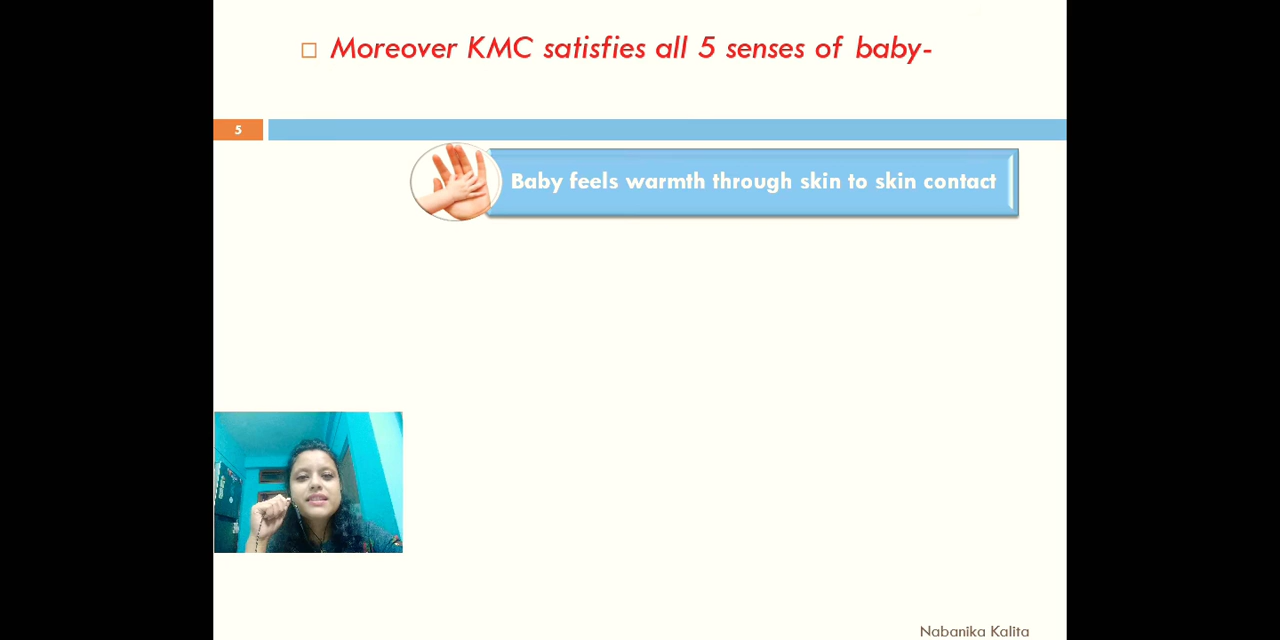 Moreover KMC satisfies all 5 senses of baby-
5
Baby feels warmth through skin to skin contact
Nabanika Kalita